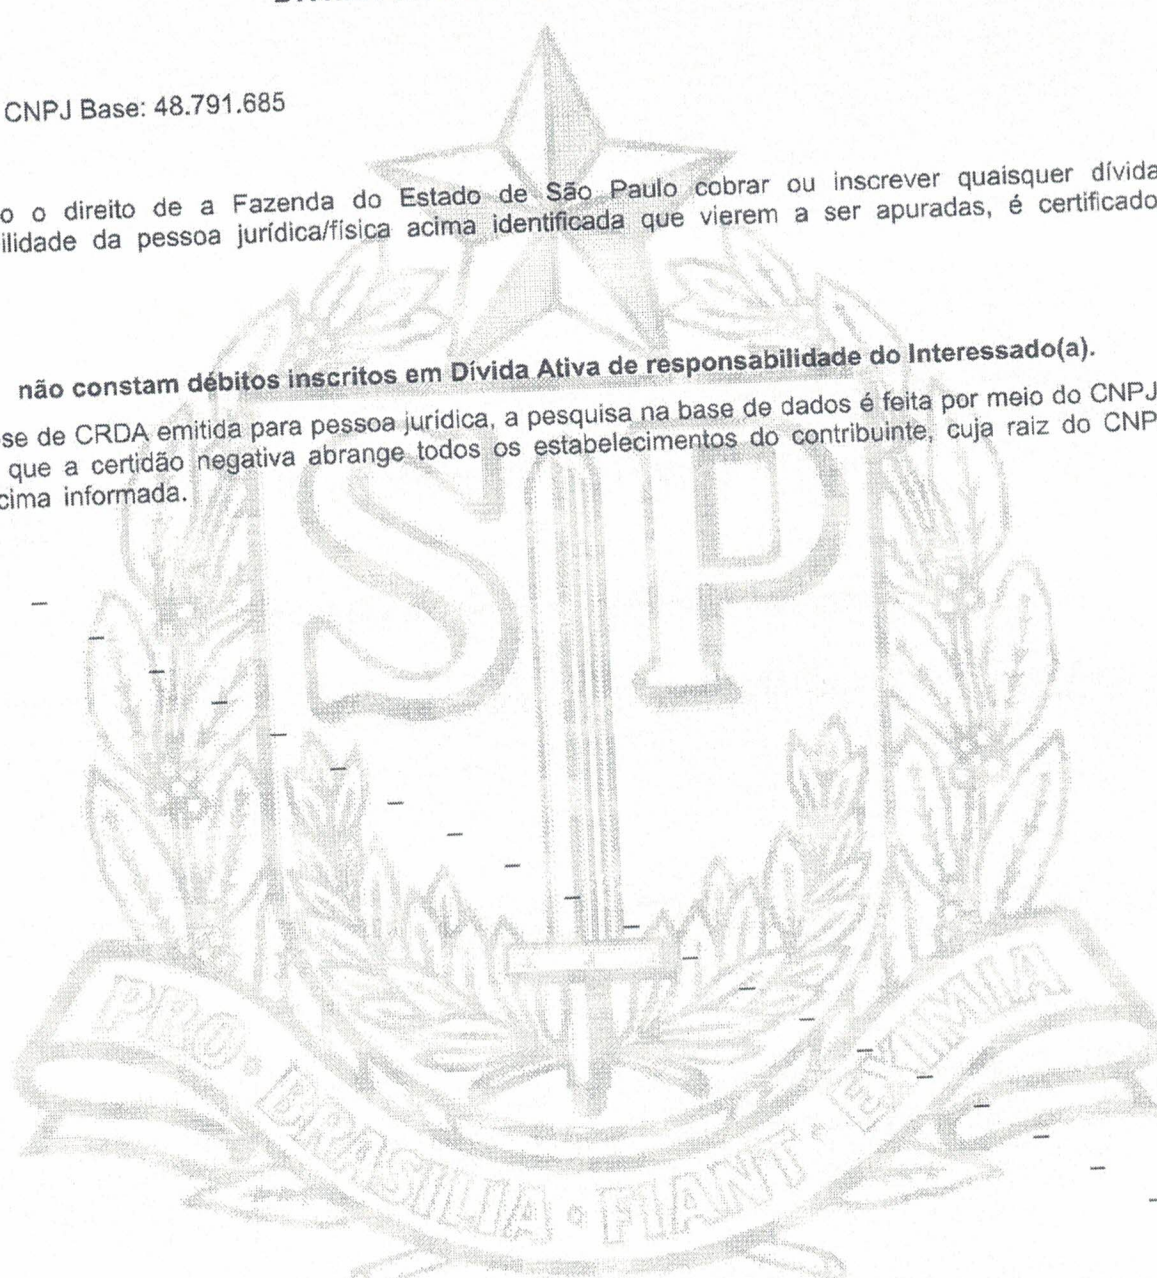 CNPJ Base: 48.791.685
o o direito de a Fazenda do Estado de São Paulo cobrar ou inscrever quaisquer dívida
ilidade da pessoa jurídica/física acima identificada que vierem a ser apuradas, é certificado
não constam débitos inscritos em Dívida Ativa de responsabilidade do Interessado(a).
se de CRDA emitida para pessoa jurídica, a pesquisa na base de dados é feita por meio do CNPJ
que a certidão negativa abrange todos os estabelecimentos do contribuinte, cuja raiz do CNP
cima informada.
SP
PRO · BRASILIA · FIANT · EXIMIA